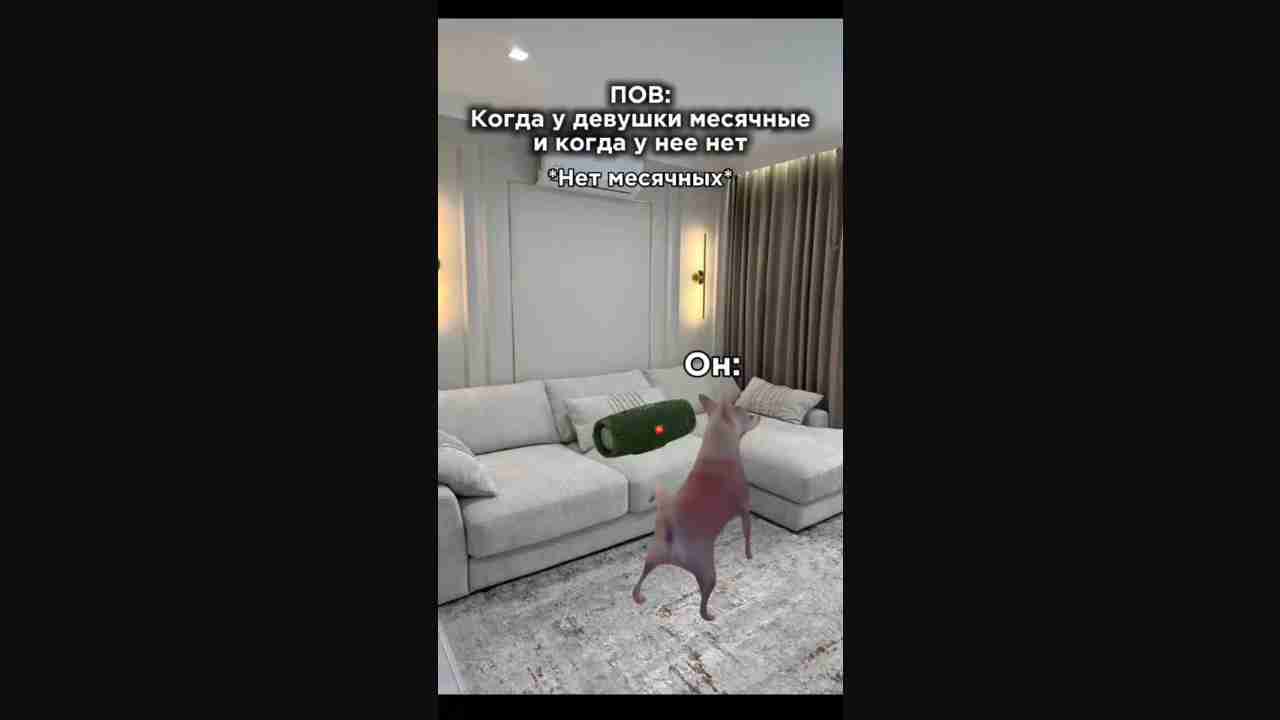 ПОВ:
Когда у девушки месячные
и когда у нее нет
*Нет месячных*
Он: